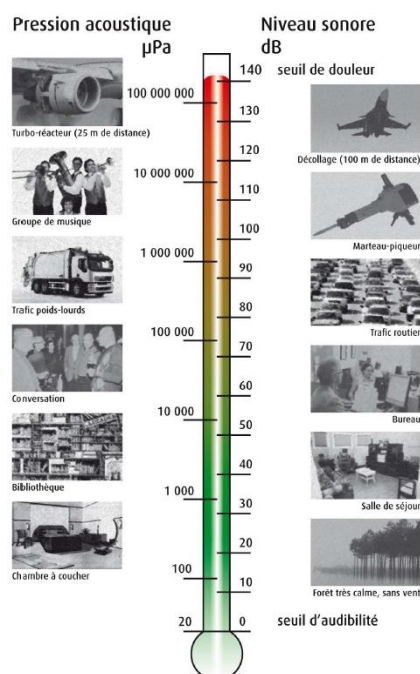 Pression acoustique
µPa
Niveau sonore
dB
seuil de douleur
140
100 000 000
130
Turbo-réacteur (25 m de distance)
120
Décollage (100 m de distance)
10 000 000
110
Groupe de musique
100
Marteau-piqueur
1 000 000
90
Trafic poids-lourds
80
Trafic routier
100 000
70
Conversation
60
Bureau
10 000
50
Bibliothèque
40
Salle de séjour
1 000
30
Chambre à coucher
20
100
10
Forêt très calme, sans vent
20
0
seuil d'audibilité